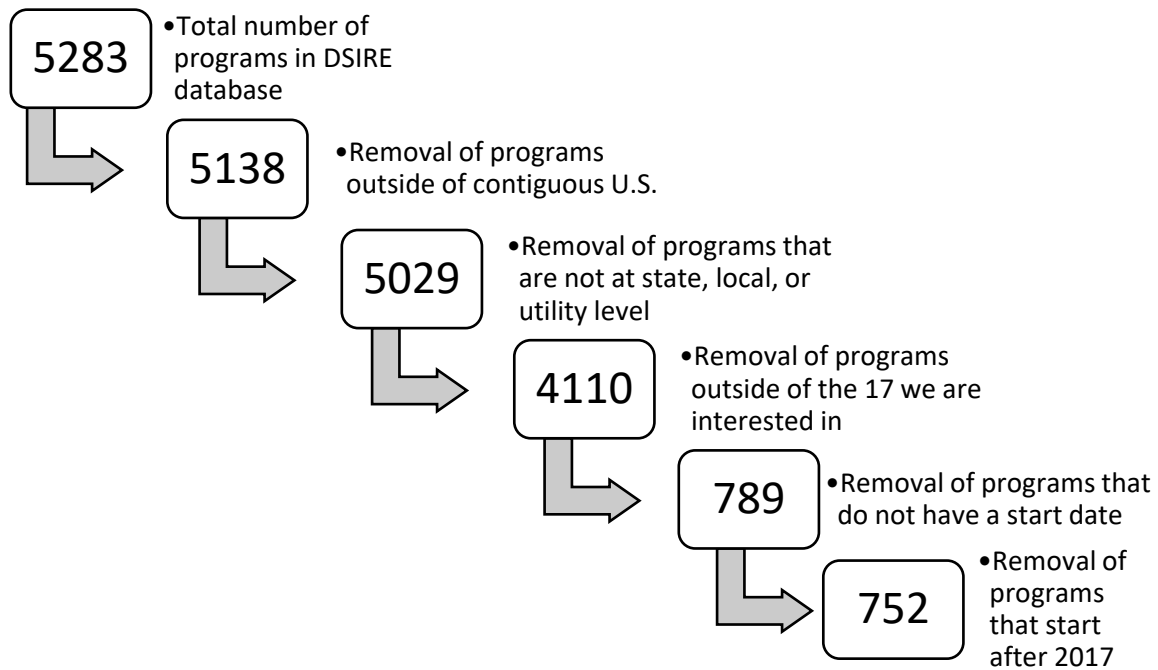 5283
•Total number of
programs in DSIRE
database
5138
•Removal of programs
outside of contiguous U.S.
5029
•Removal of programs that
are not at state, local, or
utility level
4110
•Removal of programs
outside of the 17 we are
interested in
789
•Removal of programs that
do not have a start date
752
•Removal of
programs
that start
after 2017